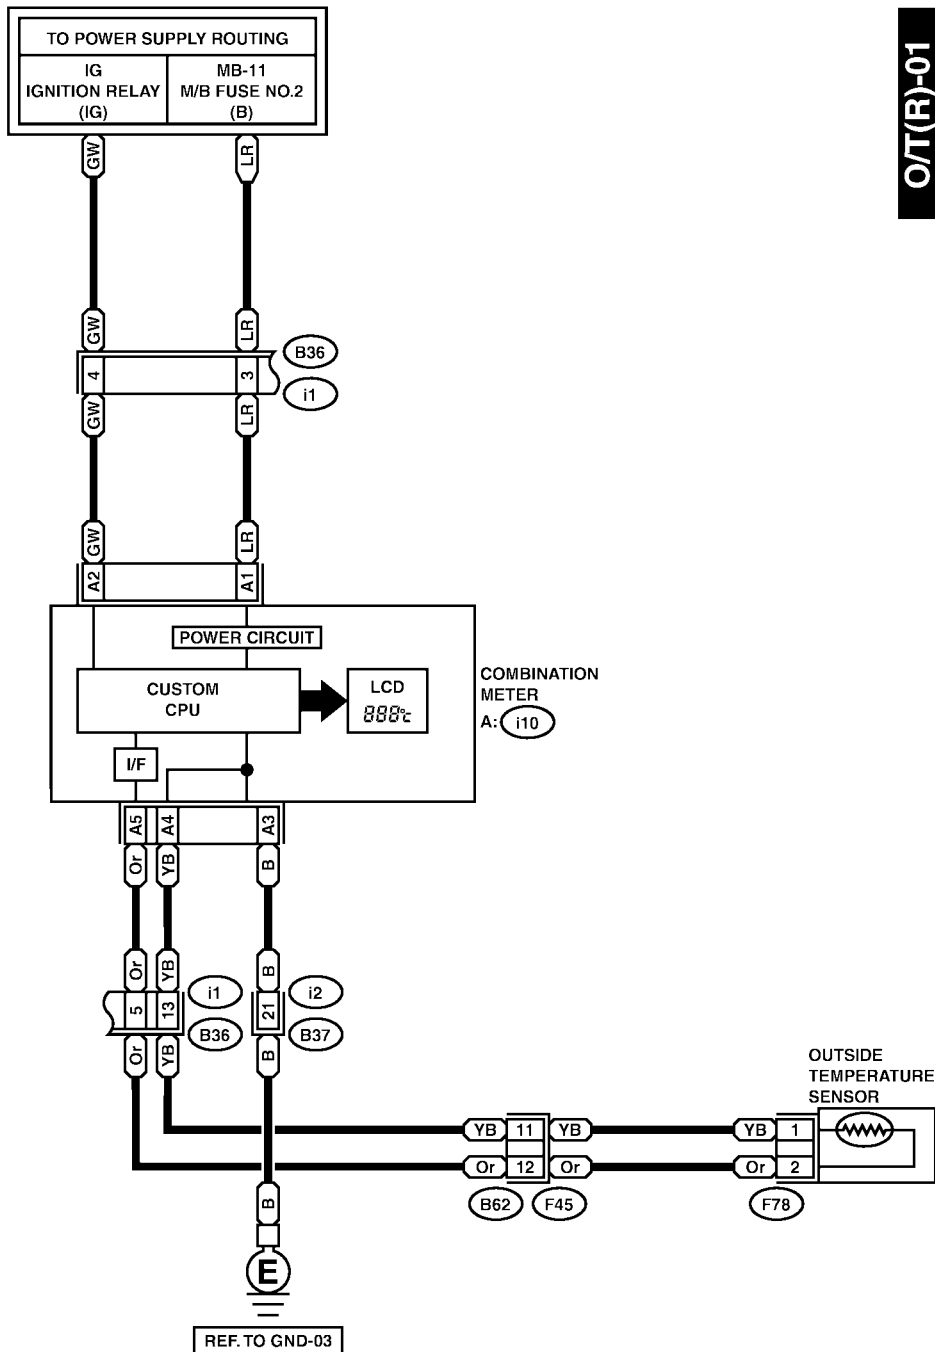 O/T(R)-01
TO POWER SUPPLY ROUTING
IG
IGNITION RELAY
(IG)
MB-11
M/B FUSE NO.2
(B)
GW
LR
GW
LR
B36
4
3
i1
GW
LR
GW
LR
A2
A1
POWER CIRCUIT
CUSTOM
CPU
LCD
888°c
COMBINATION
METER
A: i10
I/F
A5
A4
A3
Or
YB
B
Or
YB
B
i1
i2
5
13
21
B36
B37
Or
YB
B
OUTSIDE
TEMPERATURE
SENSOR
YB
11
YB
YB
1
Or
12
Or
Or
2
B62
F45
F78
B
E
REF. TO GND-03